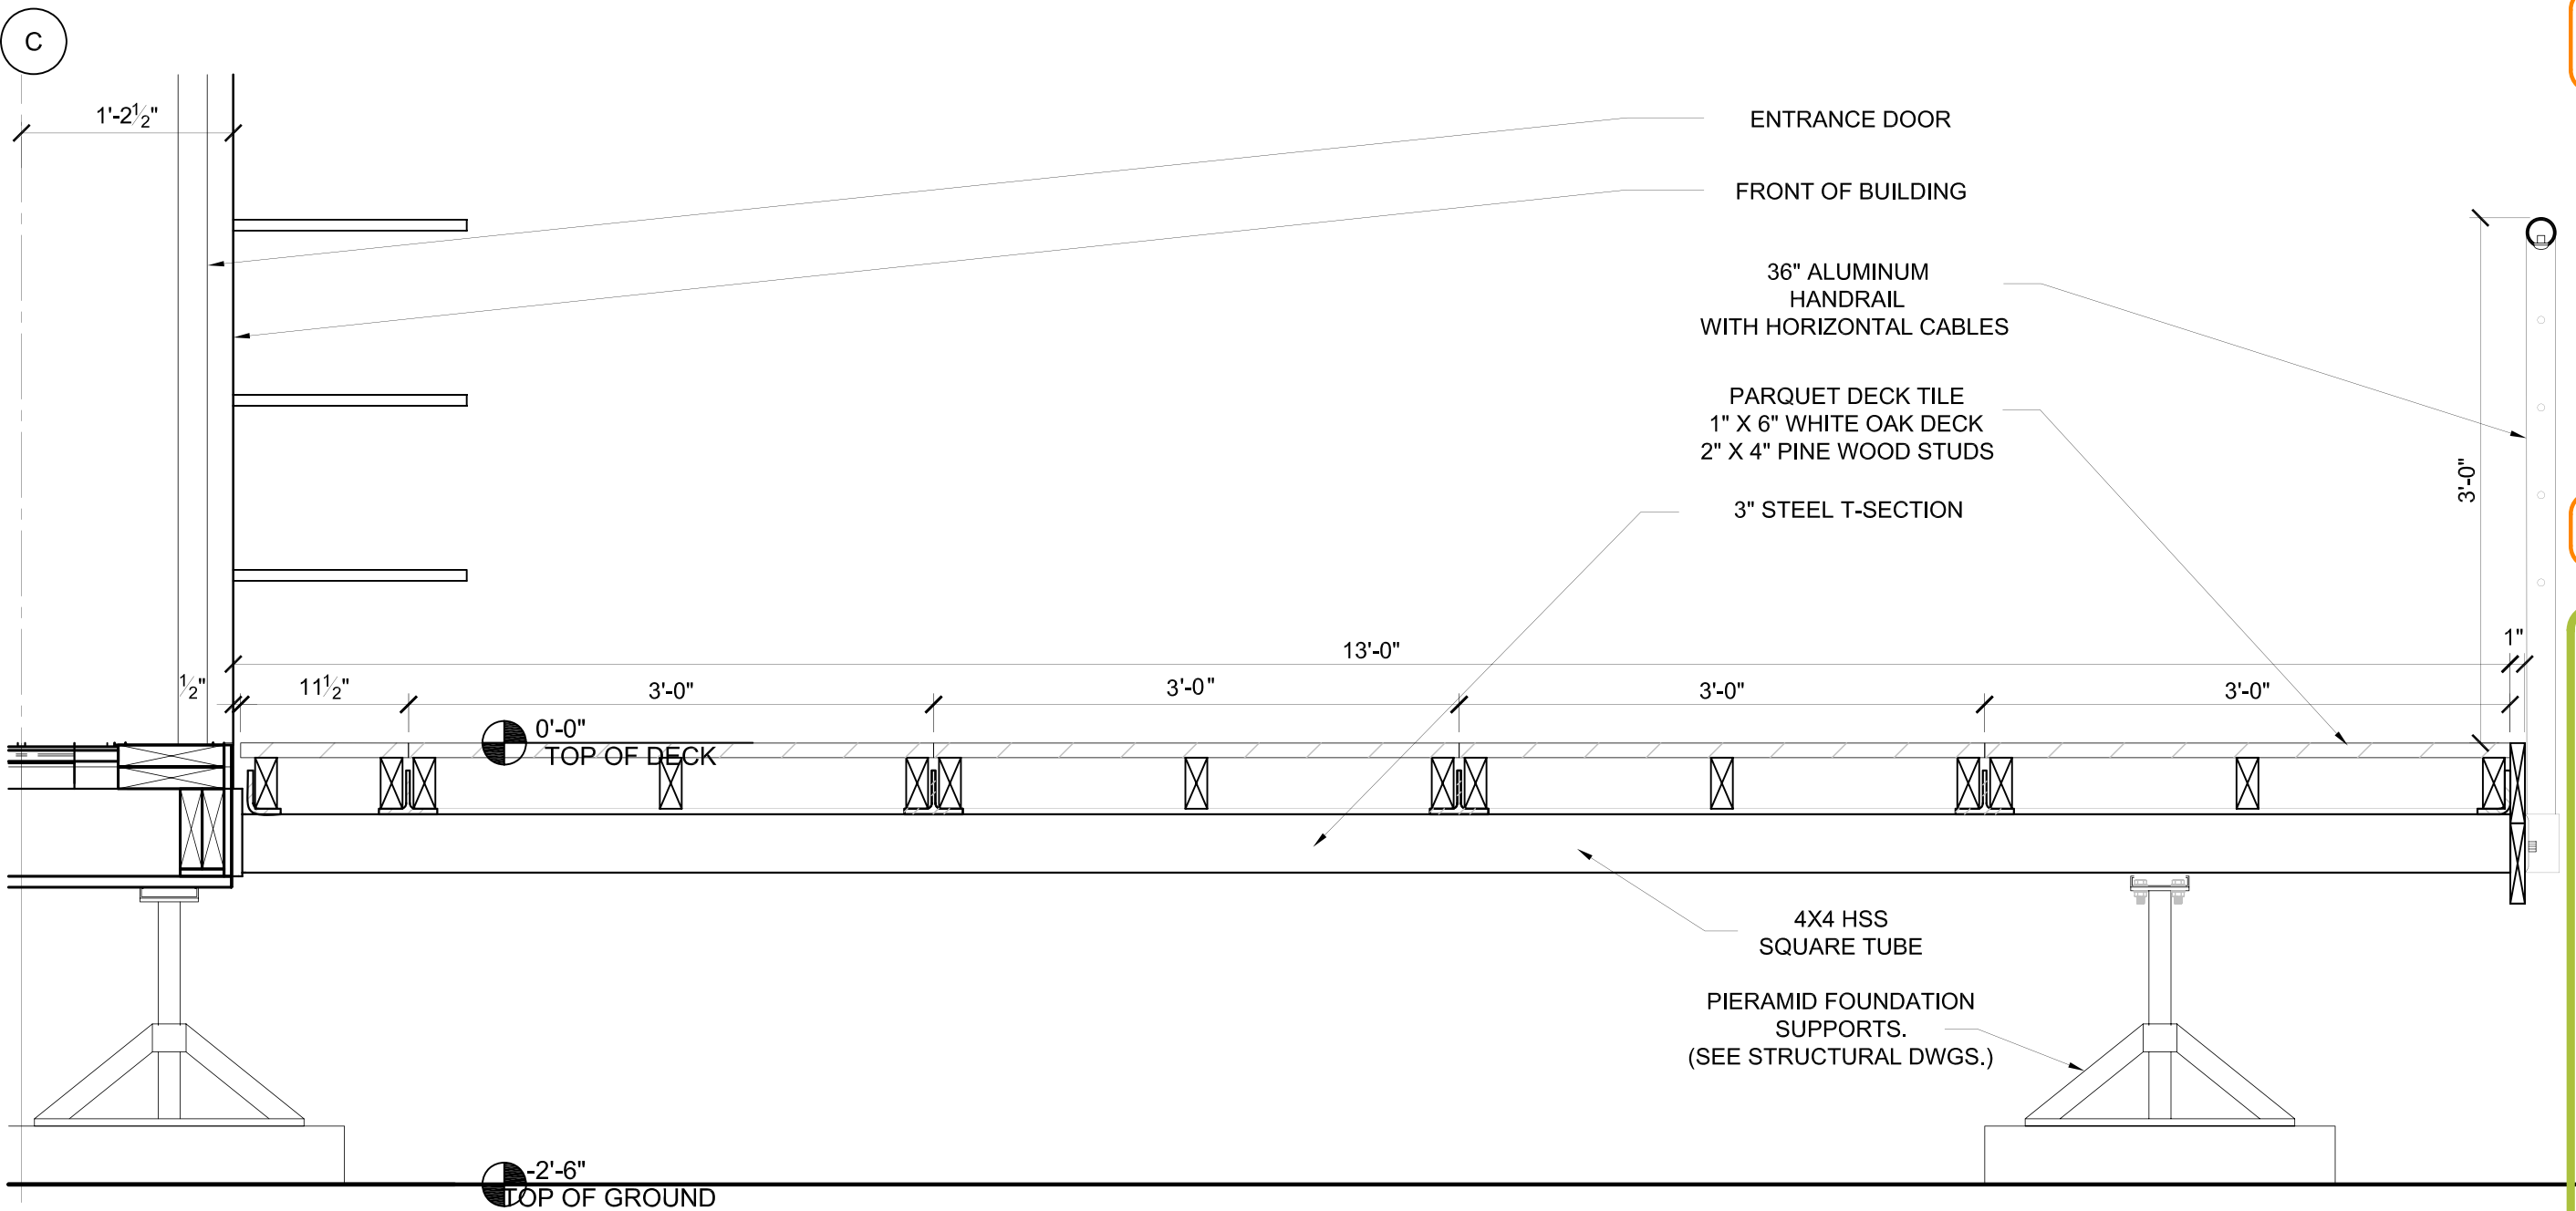 C
1'-2½"
ENTRANCE DOOR
FRONT OF BUILDING
36" ALUMINUM
HANDRAIL
WITH HORIZONTAL CABLES
PARQUET DECK TILE
1" X 6" WHITE OAK DECK
2" X 4" PINE WOOD STUDS
3'-0"
3" STEEL T-SECTION
13'-0"
1"
½"
11½"
3'-0"
3'-0"
3'-0"
3'-0"
0'-0"
TOP OF DECK
4X4 HSS
SQUARE TUBE
PIERAMID FOUNDATION
SUPPORTS.
(SEE STRUCTURAL DWGS.)
-2'-6"
TOP OF GROUND